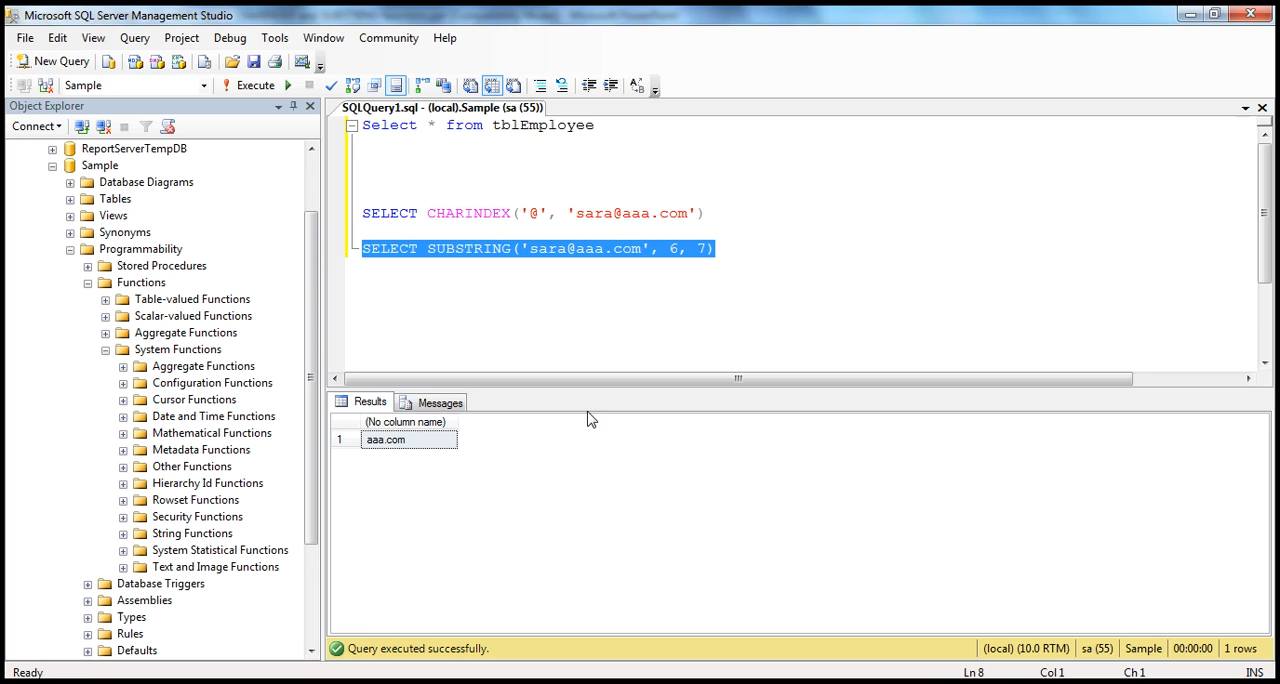 Microsoft SQL Server Management Studio
File Edit View Query Project Debug Tools Window Community Help
New Query
Sample Execute
Object Explorer
Connect
ReportServerTempDB
Sample
Database Diagrams
Tables
Views
Synonyms
Programmability
Stored Procedures
Functions
Table-valued Functions
Scalar-valued Functions
Aggregate Functions
System Functions
Aggregate Functions
Configuration Functions
Cursor Functions
Date and Time Functions
Mathematical Functions
Metadata Functions
Other Functions
Hierarchy Id Functions
Rowset Functions
Security Functions
String Functions
System Statistical Functions
Text and Image Functions
Database Triggers
Assemblies
Types
Rules
Defaults
SQLQuery1.sql - (local).Sample (sa (55))
Select * from tblEmployee
SELECT CHARINDEX('@', 'sara@aaa.com')
SELECT SUBSTRING('sara@aaa.com', 6, 7)
Results Messages
(No column name)
1 aaa.com
Query executed successfully. (local) (10.0 RTM) sa (55) Sample 00:00:00 1 rows
Ready Ln 8 Col 1 Ch 1 INS